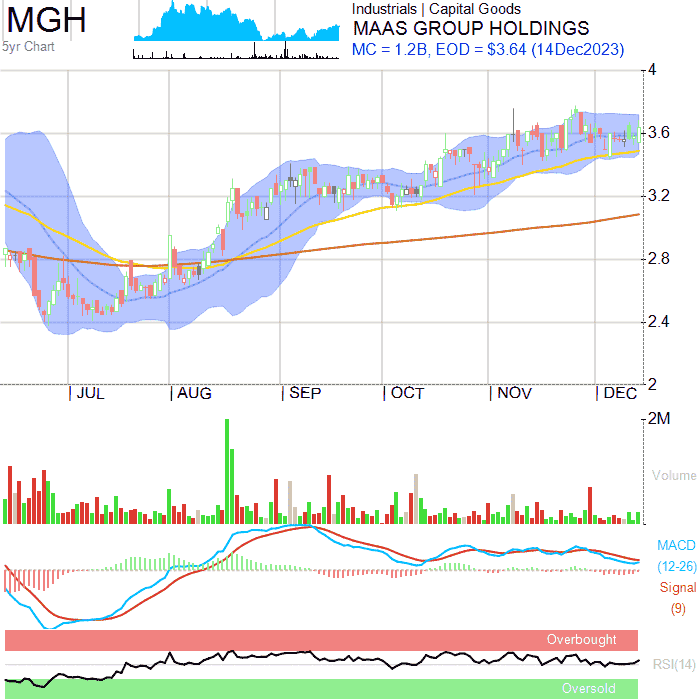 MGH
5yr Chart
Industrials | Capital Goods
MAAS GROUP HOLDINGS
MC = 1.2B, EOD = $3.64 (14Dec2023)
4
3.6
3.2
2.8
2.4
2
| JUL | AUG | SEP | OCT | NOV | DEC
2M
Volume
MACD
(12-26)
Signal
(9)
Overbought
RSI(14)
Oversold